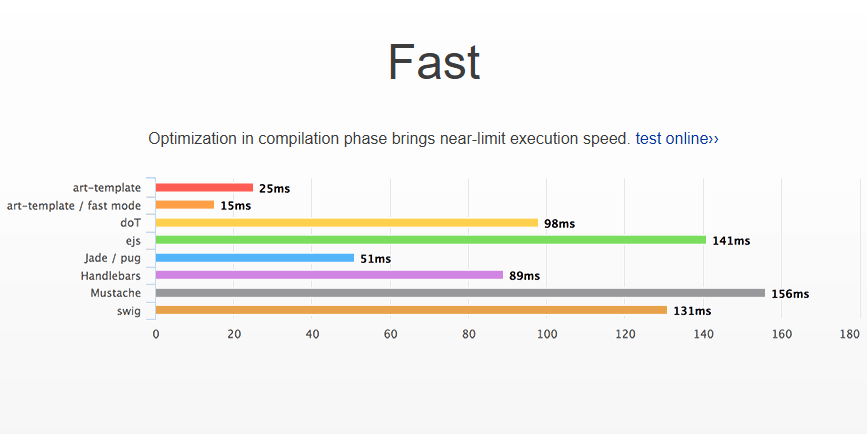 Fast
Optimization in compilation phase brings near-limit execution speed. test online››
art-template 25ms
art-template / fast mode 15ms
doT 98ms
ejs 141ms
Jade / pug 51ms
Handlebars 89ms
Mustache 156ms
swig 131ms
0 20 40 60 80 100 120 140 160 180